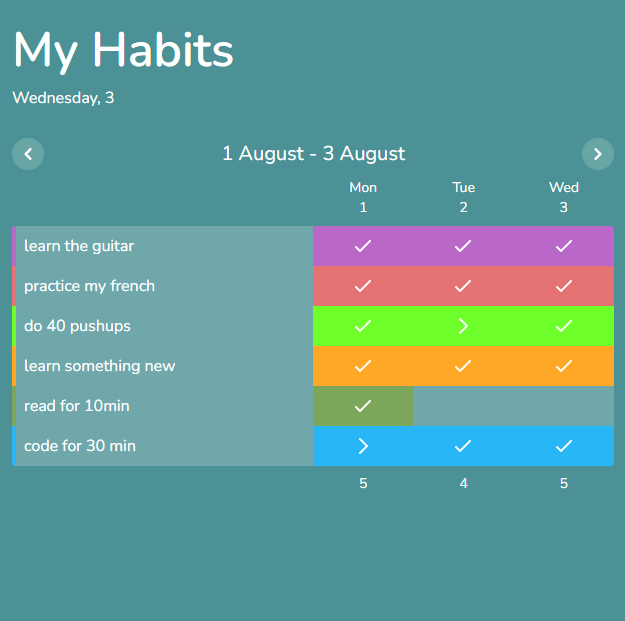 My Habits
Wednesday, 3
1 August - 3 August
Mon Tue Wed
1 2 3
learn the guitar
practice my french
do 40 pushups
learn something new
read for 10min
code for 30 min
5 4 5